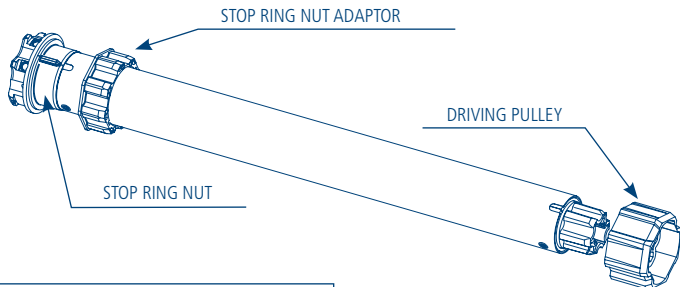 STOP RING NUT ADAPTOR
DRIVING PULLEY
STOP RING NUT